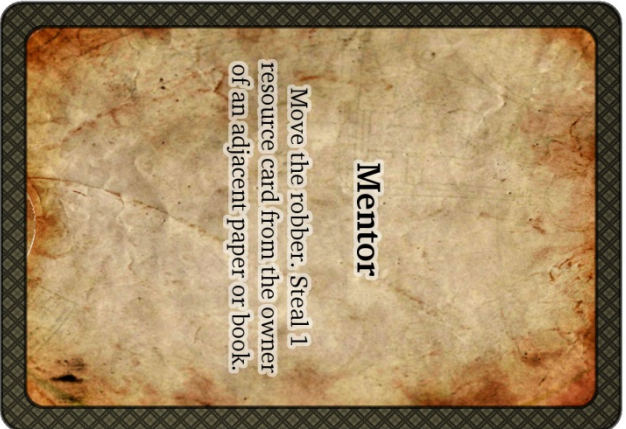 Mentor
Move the robber. Steal 1
resource card from the owner
of an adjacent paper or book.